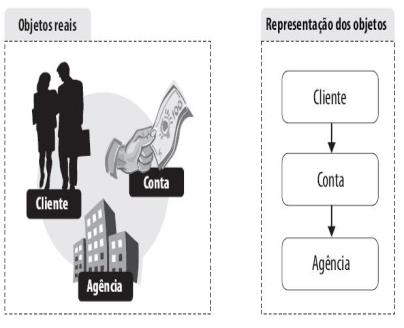 Objetos reais
Conta
Cliente
Agência
Representação dos objetos
Cliente
Conta
Agência